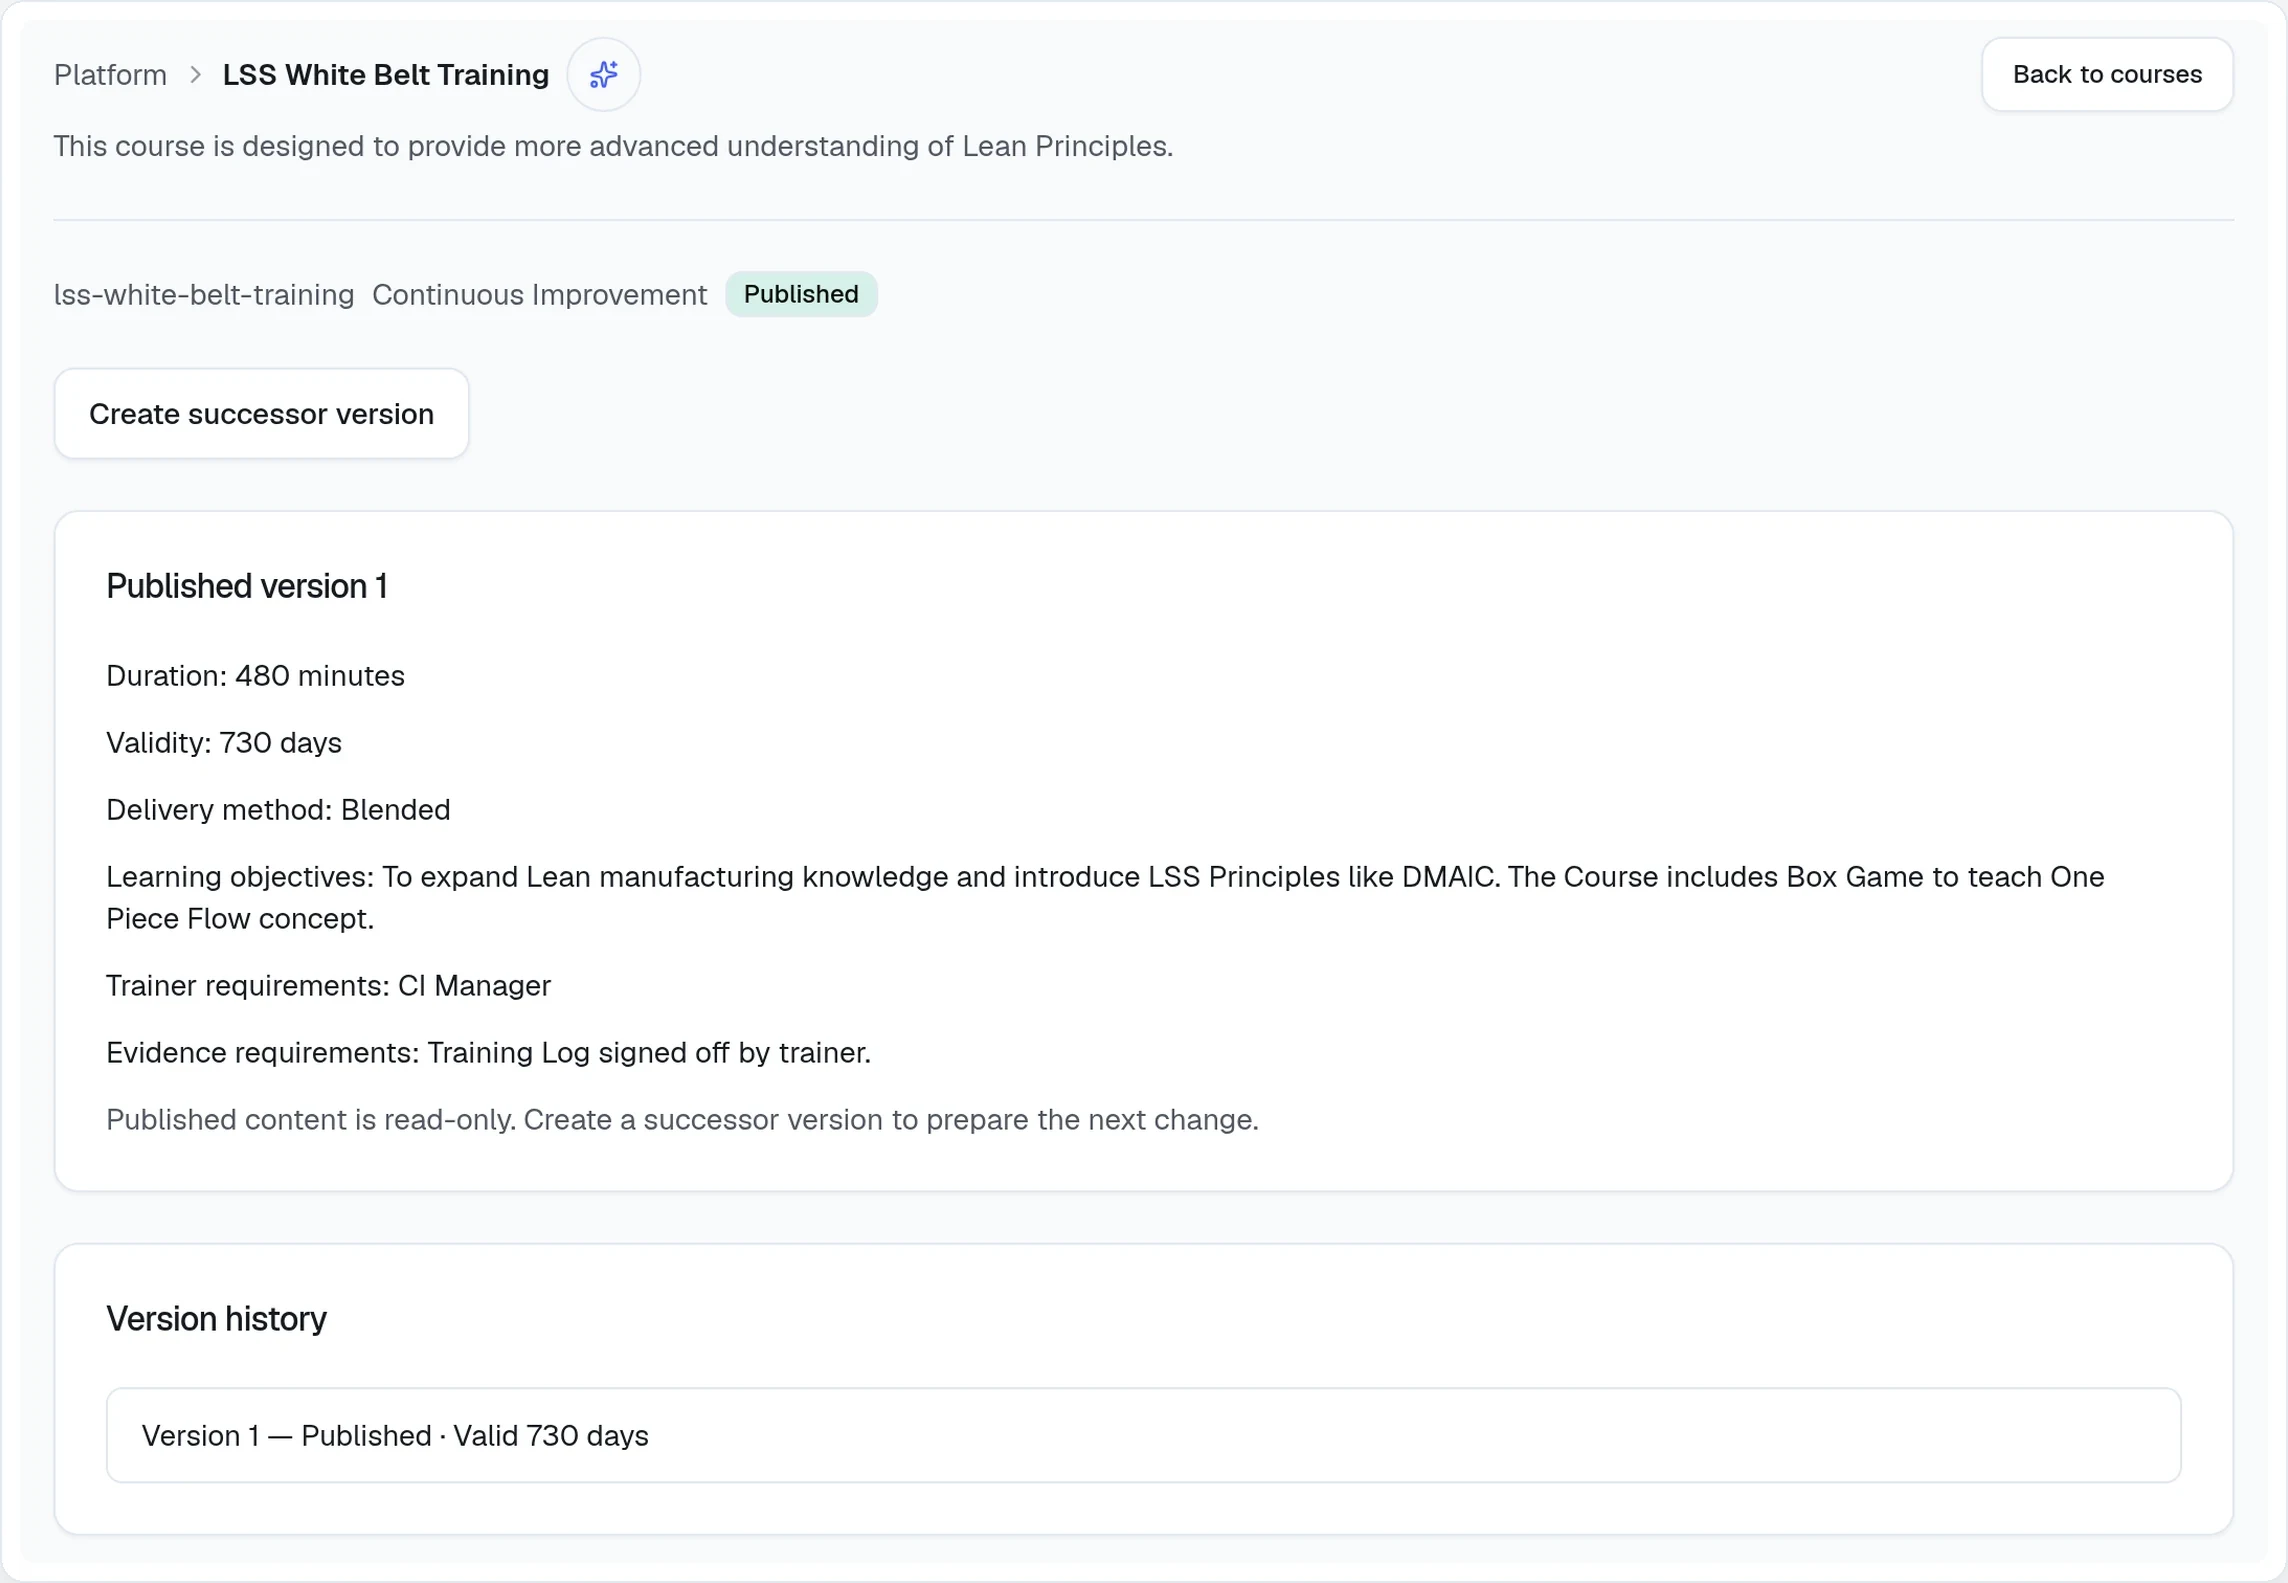 Platform > LSS White Belt Training
Back to courses
This course is designed to provide more advanced understanding of Lean Principles.
lss-white-belt-training Continuous Improvement Published
Create successor version
Published version 1
Duration: 480 minutes
Validity: 730 days
Delivery method: Blended
Learning objectives: To expand Lean manufacturing knowledge and introduce LSS Principles like DMAIC. The Course includes Box Game to teach One
Piece Flow concept.
Trainer requirements: CI Manager
Evidence requirements: Training Log signed off by trainer.
Published content is read-only. Create a successor version to prepare the next change.
Version history
Version 1 — Published · Valid 730 days